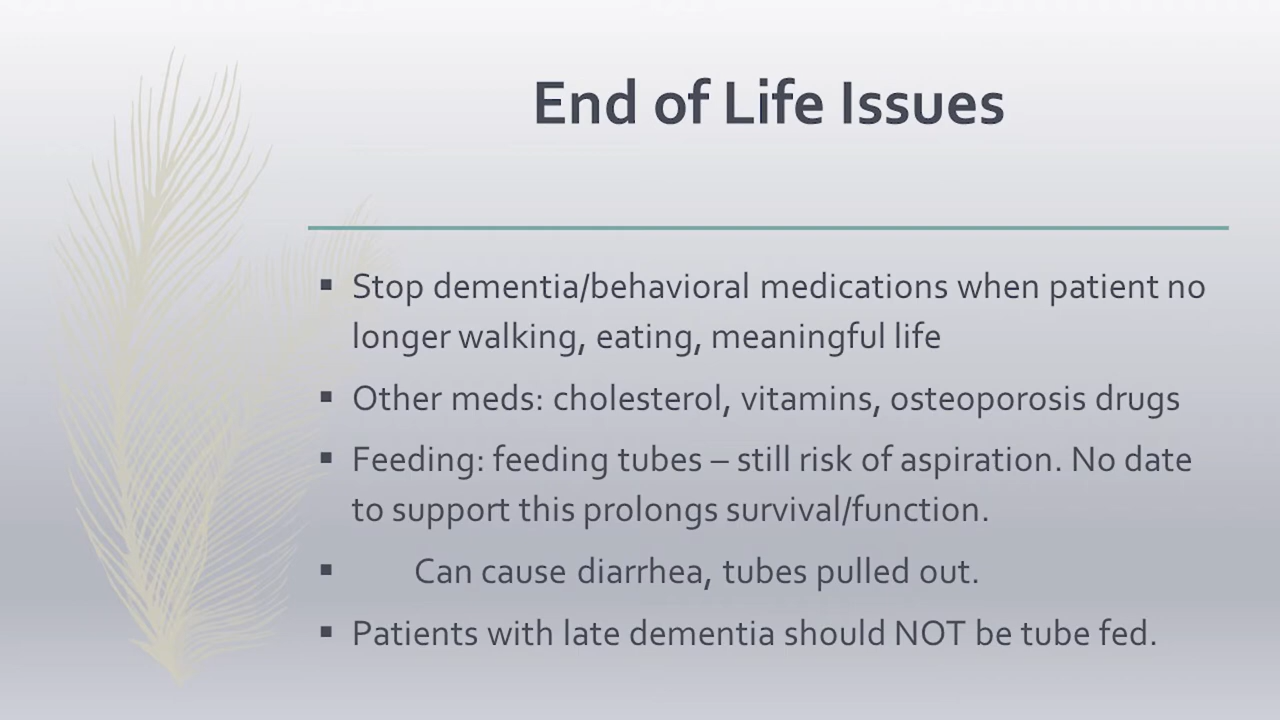 End of Life Issues
▪ Stop dementia/behavioral medications when patient no
longer walking, eating, meaningful life
▪ Other meds: cholesterol, vitamins, osteoporosis drugs
▪ Feeding: feeding tubes – still risk of aspiration. No date
to support this prolongs survival/function.
▪ Can cause diarrhea, tubes pulled out.
▪ Patients with late dementia should NOT be tube fed.